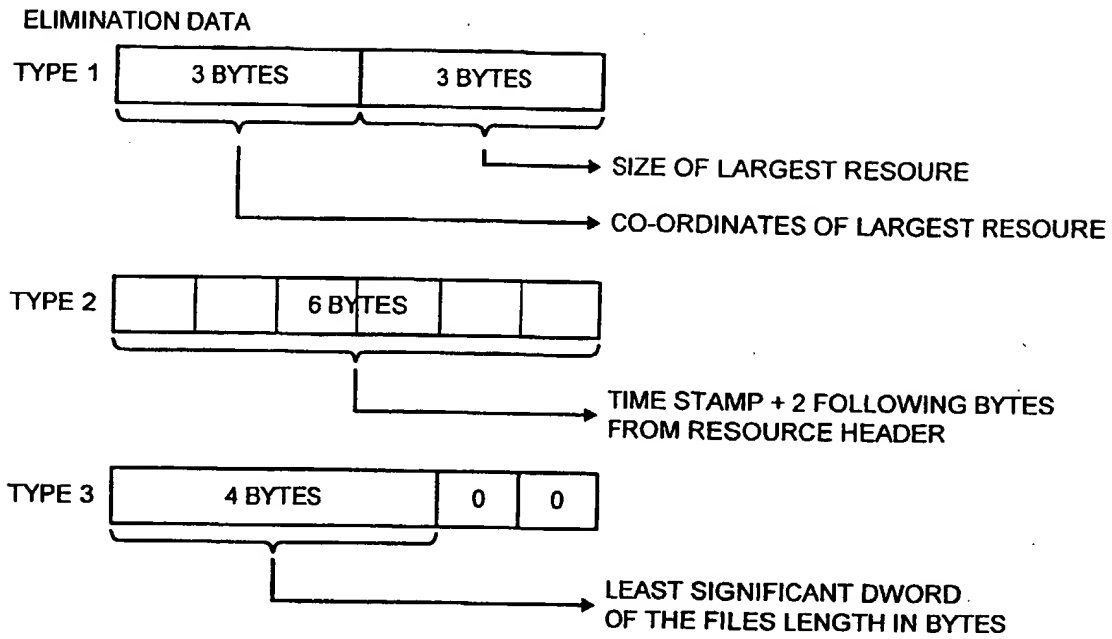 ELIMINATION DATA
TYPE 1
3 BYTES
3 BYTES
SIZE OF LARGEST RESOURE
CO-ORDINATES OF LARGEST RESOURE
TYPE 2
6 BYTES
TIME STAMP + 2 FOLLOWING BYTES
FROM RESOURCE HEADER
TYPE 3
4 BYTES
0
0
LEAST SIGNIFICANT DWORD
OF THE FILES LENGTH IN BYTES